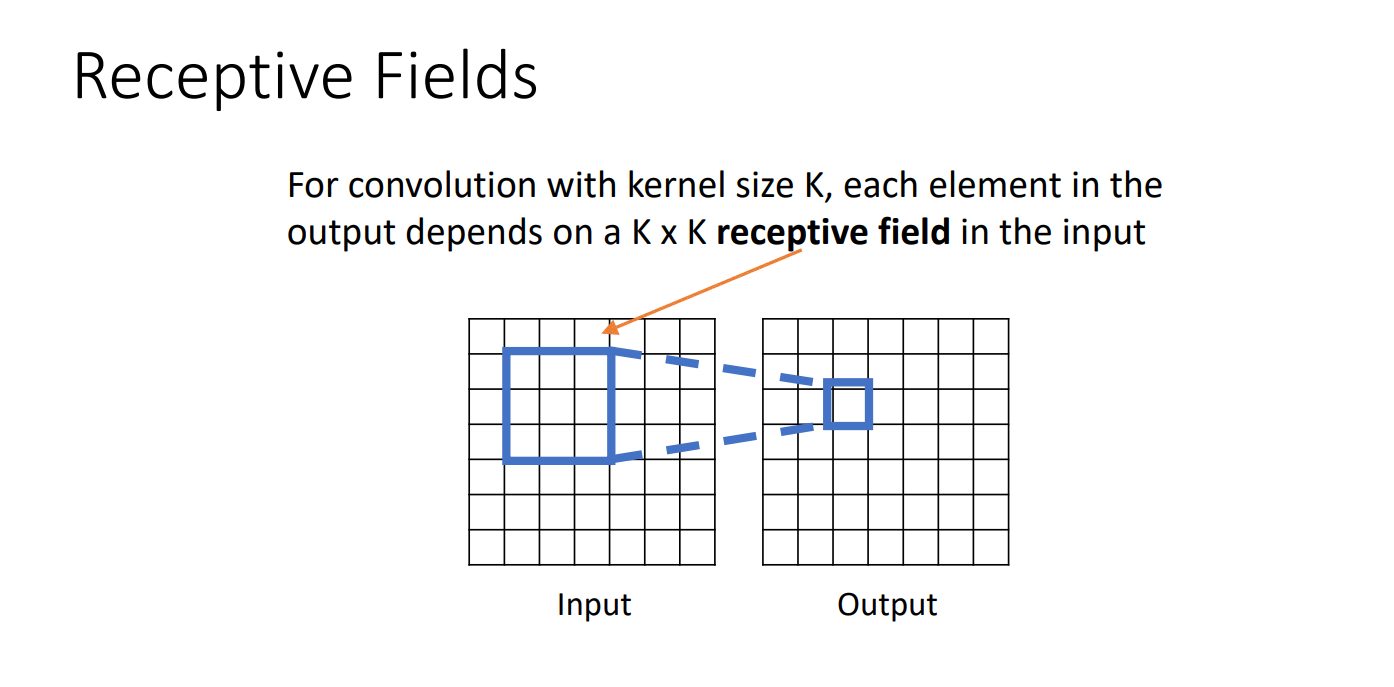 Receptive Fields
For convolution with kernel size K, each element in the
output depends on a K x K receptive field in the input
Input
Output